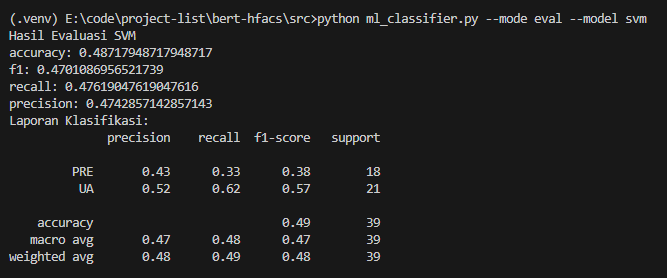 (.venv) E:\code\project-list\bert-hfacs\src>python ml_classifier.py --mode eval --model svm
Hasil Evaluasi SVM
accuracy: 0.48717948717948717
f1: 0.4701086956521739
recall: 0.47619047619047616
precision: 0.4742857142857143
Laporan Klasifikasi:
              precision    recall  f1-score   support

         PRE       0.43      0.33      0.38        18
          UA       0.52      0.62      0.57        21

    accuracy                           0.49        39
   macro avg       0.47      0.48      0.47        39
weighted avg       0.48      0.49      0.48        39